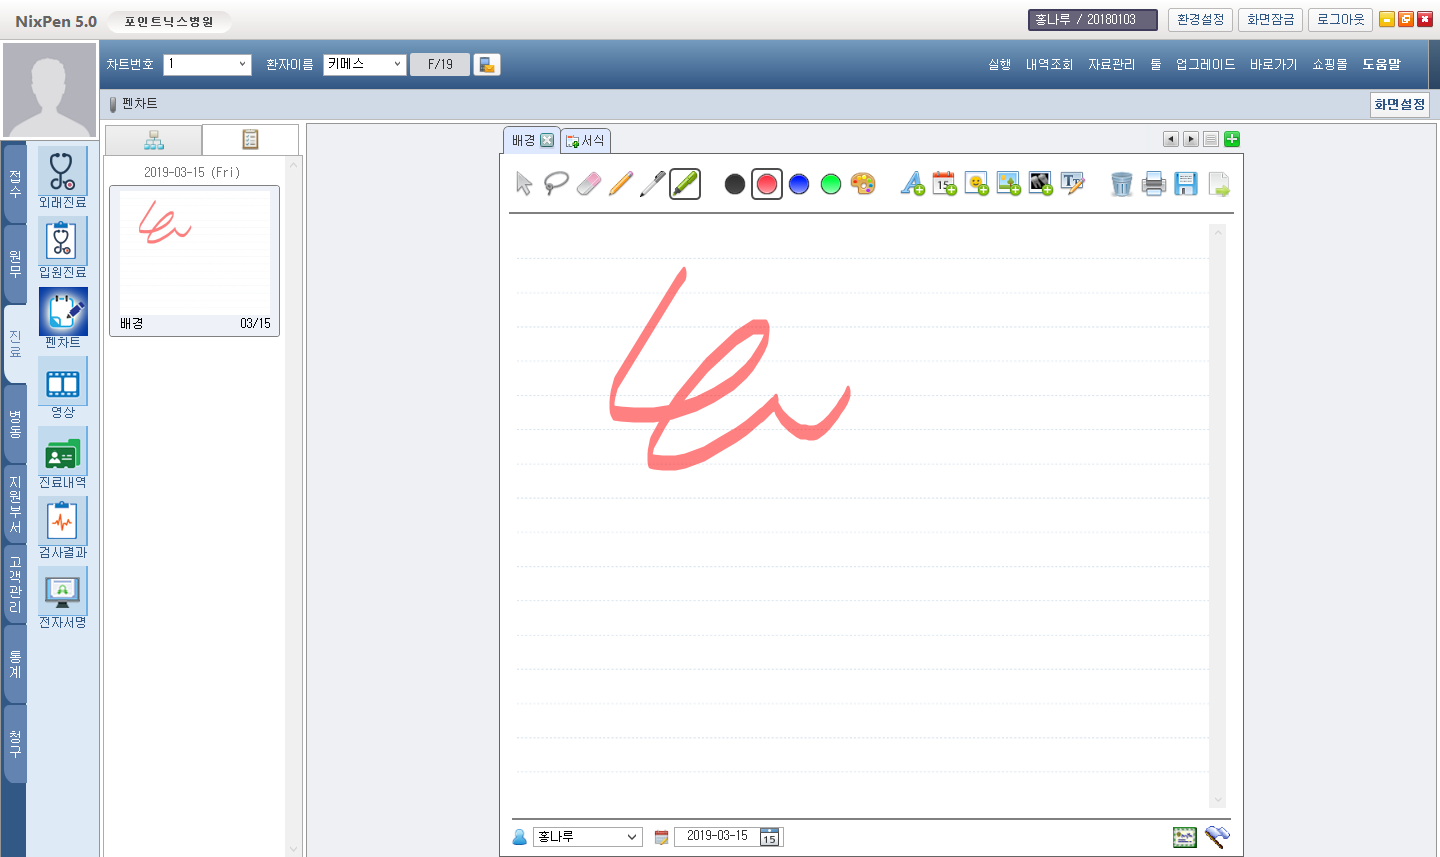 NixPen 5.0 포인트닉스병원 홍나루 / 20180103 환경설정 화면잠금 로그아웃
차트번호 1 환자이름 키메스 F/19 실행 내역조회 자료관리 툴 업그레이드 바로가기 쇼핑몰 도움말
펜차트 화면설정
접수
원무
진료
병동
지원부서
고객관리
통계
청구
외래진료
입원진료
펜차트
영상
진료내역
검사결과
전자서명
2019-03-15 (Fri)
배경 03/15
배경 서식
15
홍나루 2019-03-15 15